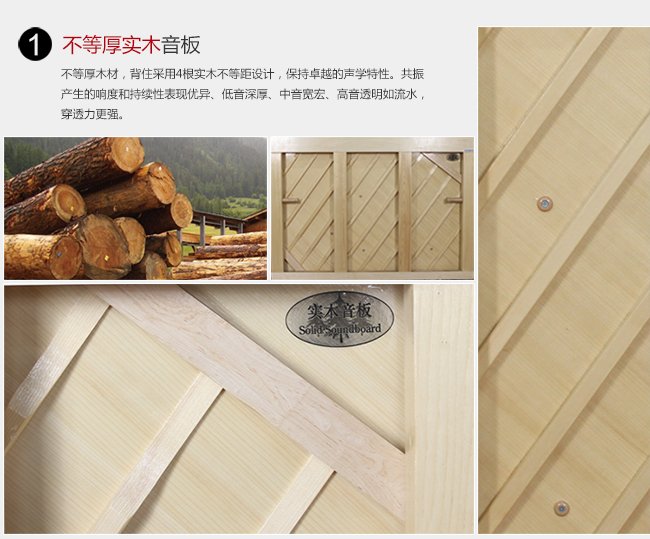 1 不等厚实木音板
不等厚木材，背住采用4根实木不等距设计，保持卓越的声学特性。共振
产生的响度和持续性表现优异、低音深厚、中音宽宏、高音透明如流水，
穿透力更强。
实木音板
Solid Soundboard